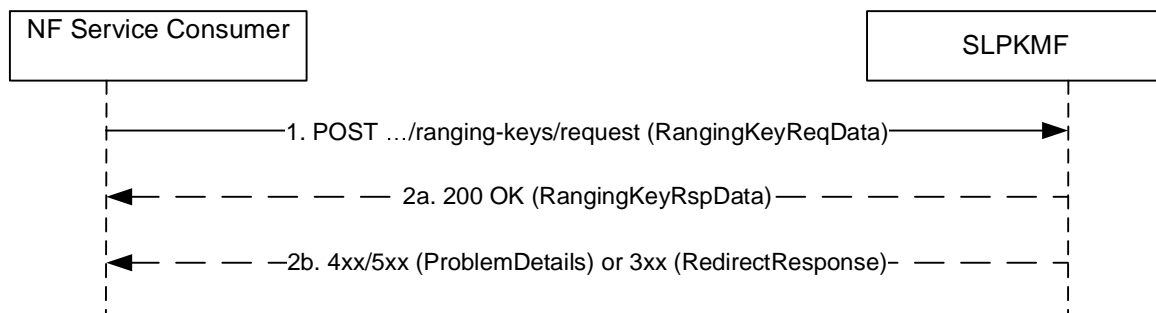 NF Service Consumer
SLPKMF
1. POST …/ranging-keys/request (RangingKeyReqData)
2a. 200 OK (RangingKeyRspData)
2b. 4xx/5xx (ProblemDetails) or 3xx (RedirectResponse)